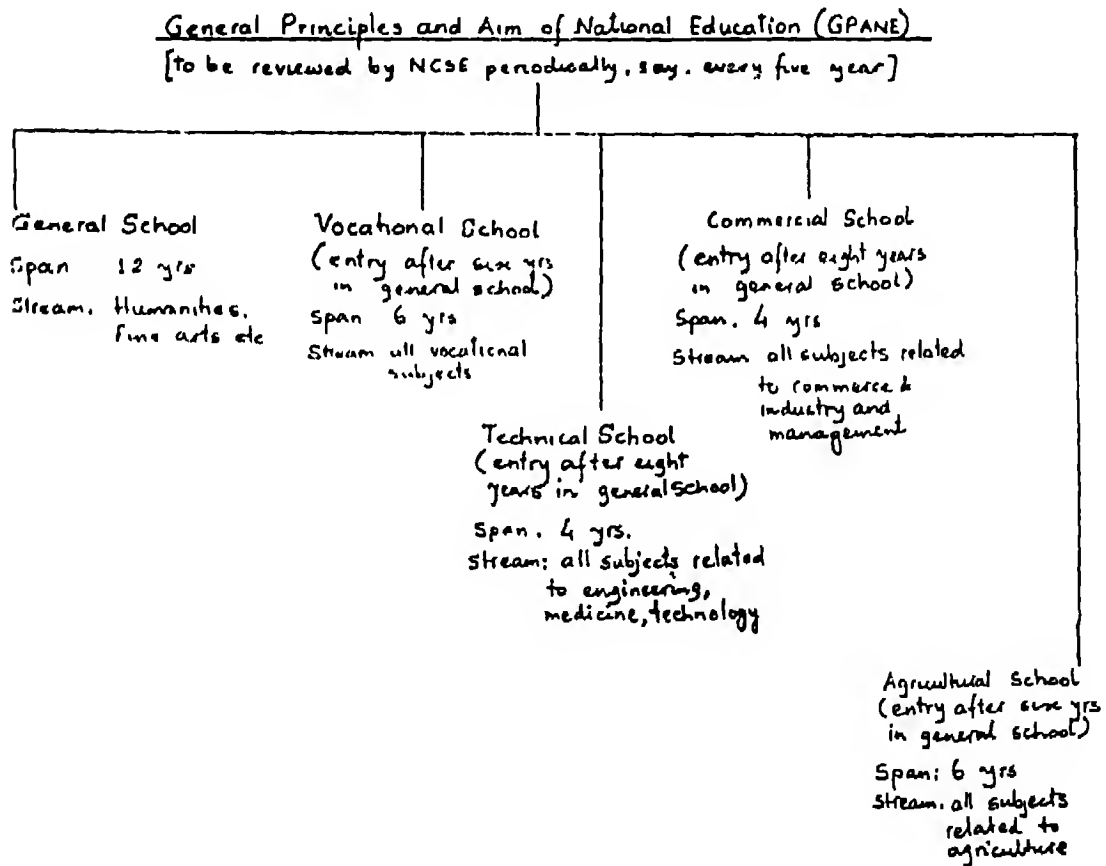 General Principles and Aim of National Education (GPANE)
[to be reviewed by NCSE periodically, say, every five year]
General School
Span 12 yrs
Stream. Humanities,
Fine arts etc
Vocational School
(entry after six yrs
in general school)
Span 6 yrs
Stream all vocational
subjects
Technical School
(entry after eight
years in general school)
Span. 4 yrs.
Stream: all subjects related
to engineering,
medicine, technology
Commercial School
(entry after eight years
in general school)
Span. 4 yrs
Stream all subjects related
to commerce &
industry and
management
Agricultural School
(entry after six yrs
in general school)
Span: 6 yrs
Stream. all subjects
related to
agriculture